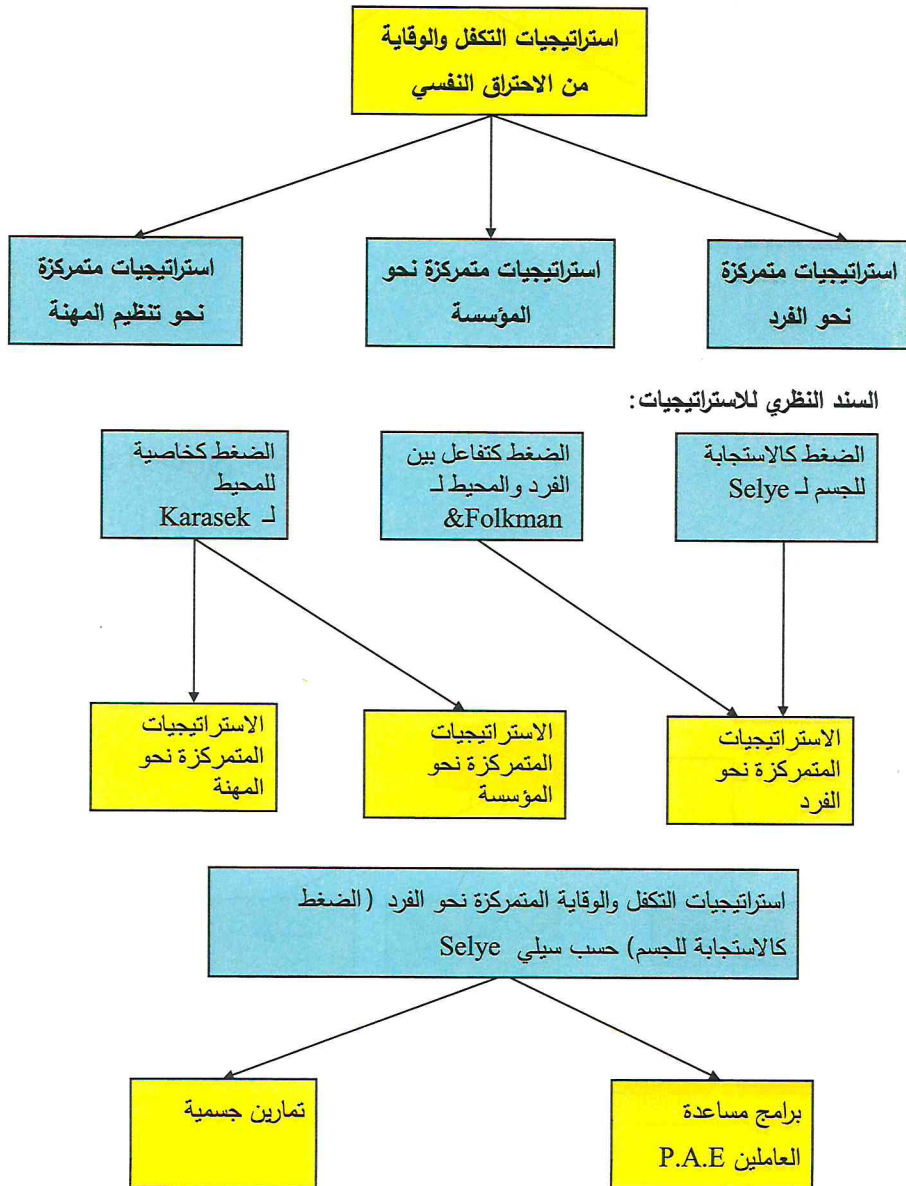 استراتيجيات التكفل والوقاية
من الاحتراق النفسي
استراتيجيات متمركزة
نحو الفرد
استراتيجيات متمركزة نحو
المؤسسة
استراتيجيات متمركزة
نحو تنظيم المهنة
السند النظري للاستراتيجيات:
الضغط كالاستجابة
للجسم لـ Selye
الضغط كتفاعل بين
الفرد والمحيط لـ
&Folkman
الضغط كخاصية
للمحيط
لـ Karasek
الاستراتيجيات
المتمركزة نحو
الفرد
الاستراتيجيات
المتمركزة نحو
المؤسسة
الاستراتيجيات
المتمركزة نحو
المهنة
استراتيجيات التكفل والوقاية المتمركزة نحو الفرد (الضغط
كالاستجابة للجسم) حسب سيلي Selye
برامج مساعدة
العاملين P.A.E
تمارين جسمية